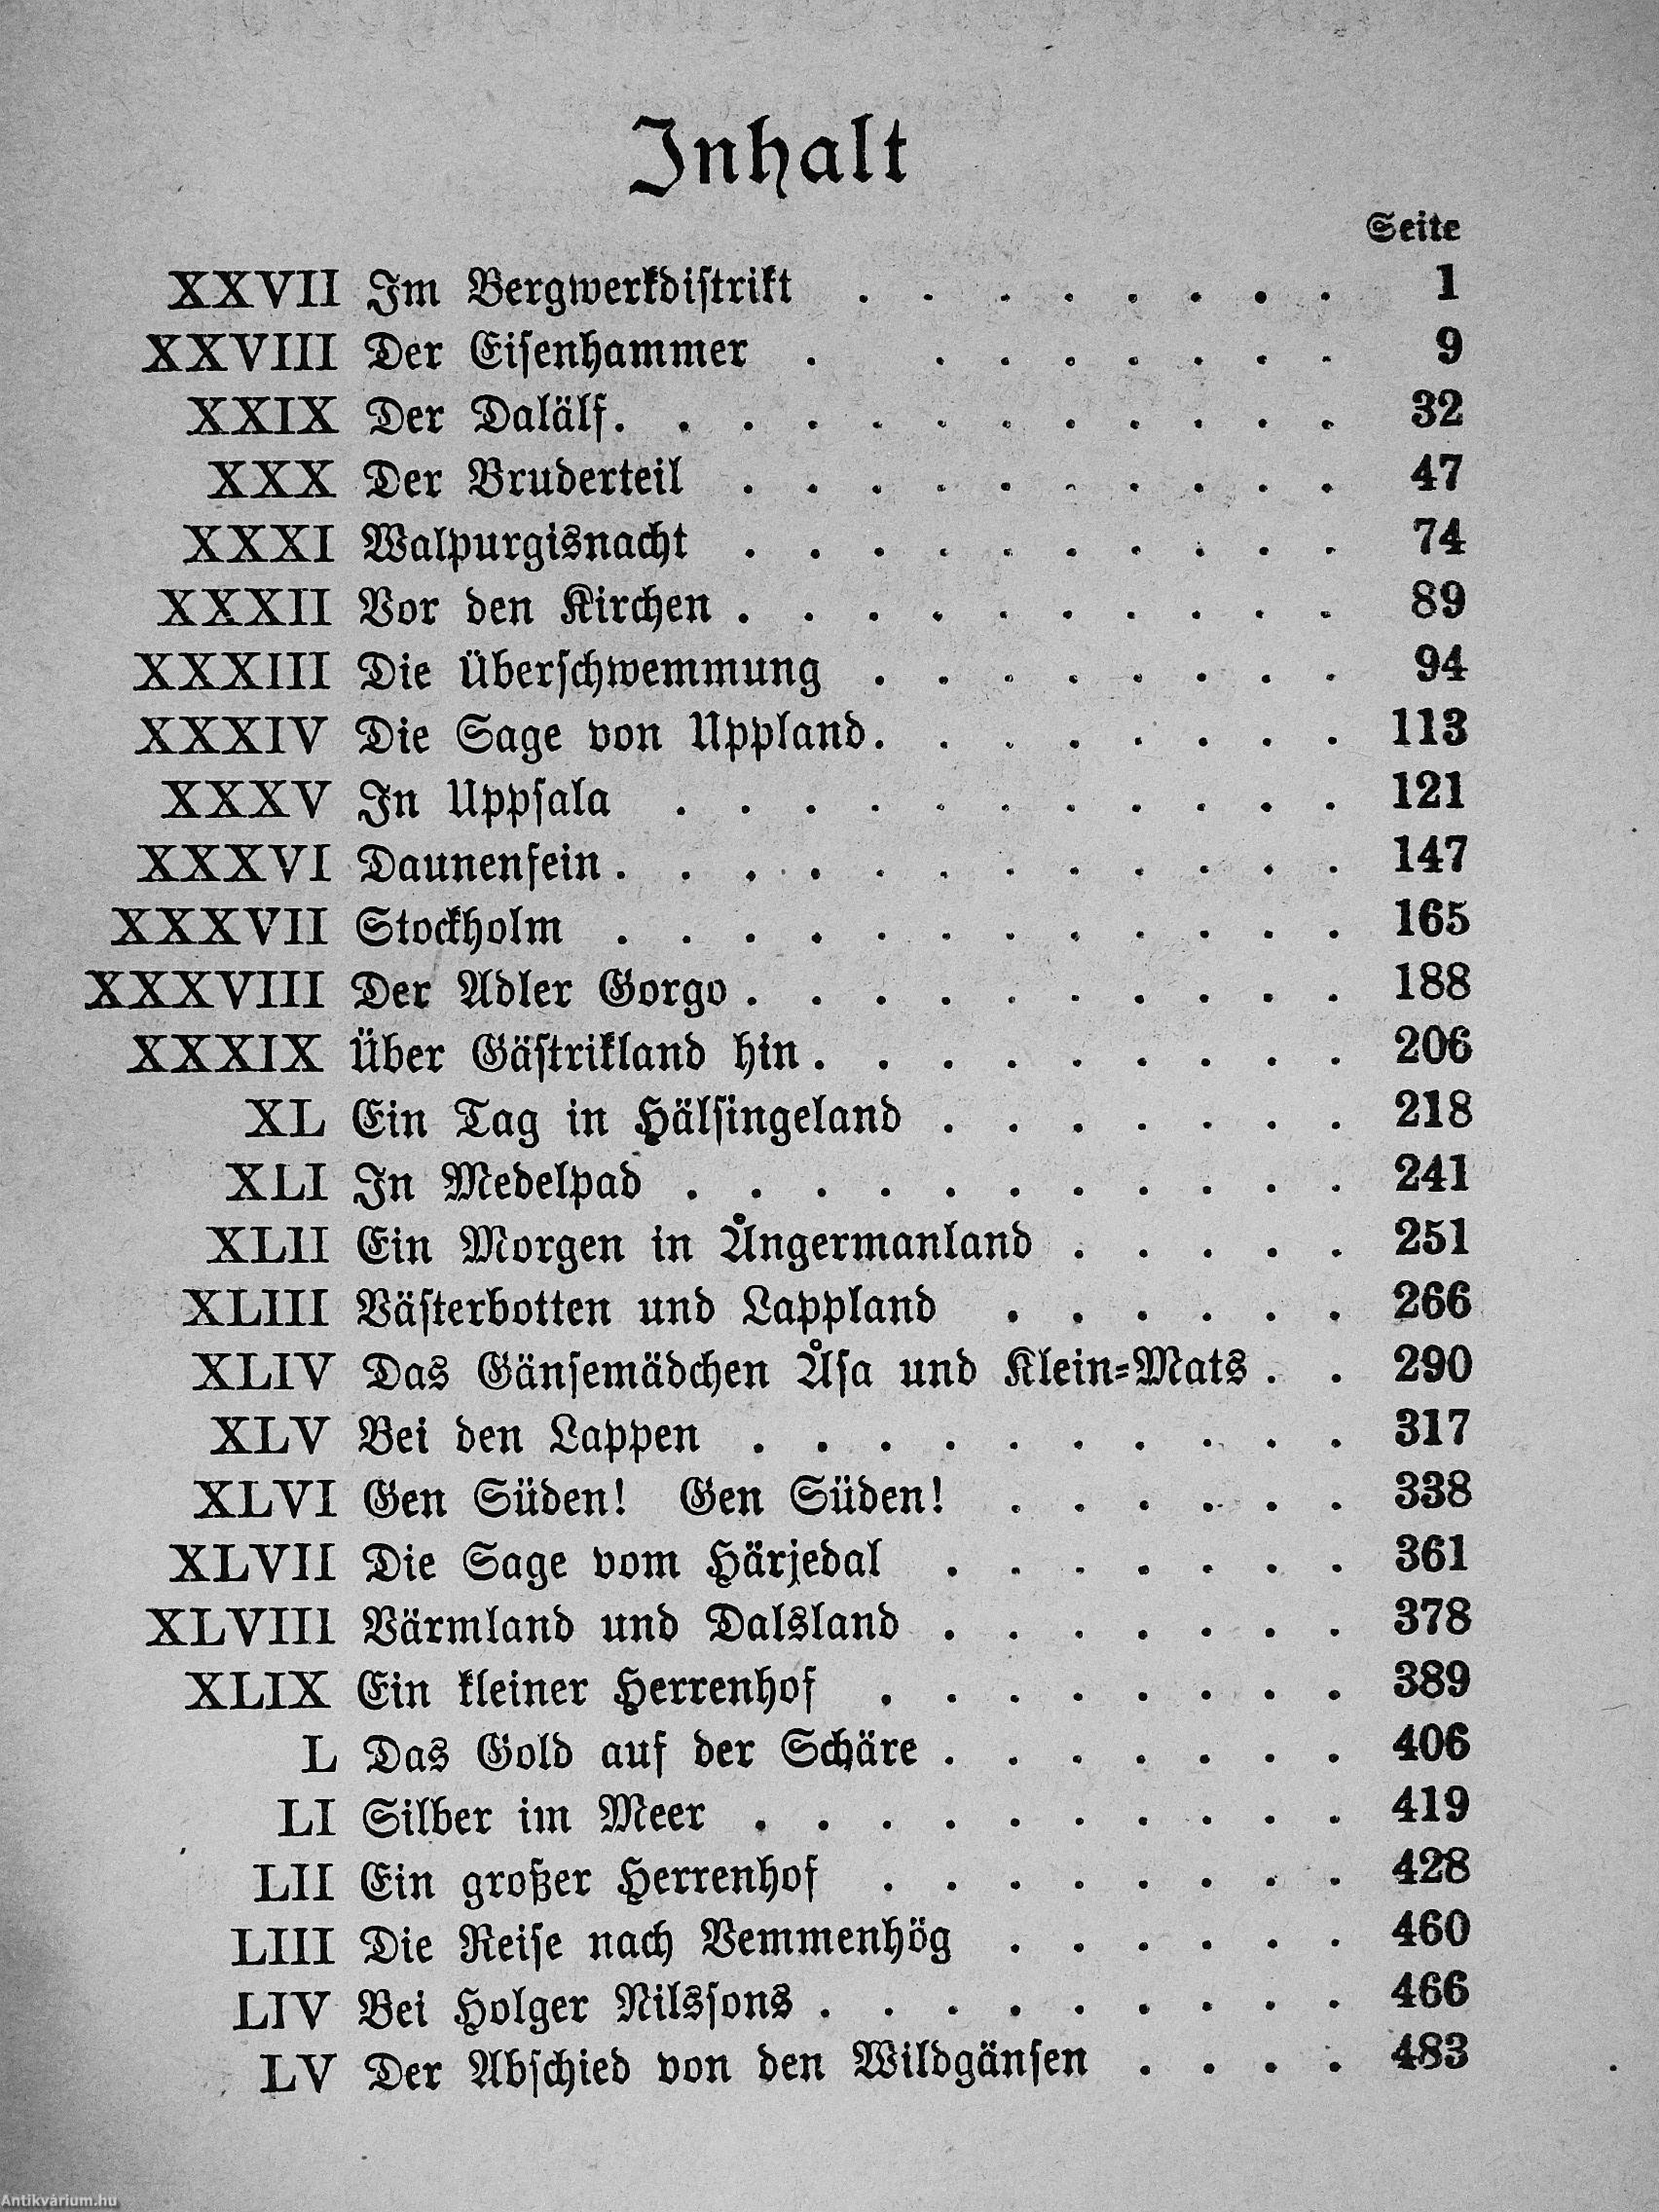 Inhalt
Seite
XXVII Im Bergwerkdistrikt . . . . . . . . 1
XXVIII Der Eisenhammer . . . . . . . . 9
XXIX Der Dalälf. . . . . . . . . . . . 32
XXX Der Bruderteil . . . . . . . . . . 47
XXXI Walpurgisnacht . . . . . . . . . . 74
XXXII Vor den Kirchen . . . . . . . . . . 89
XXXIII Die Überschwemmung . . . . . . . . 94
XXXIV Die Sage von Uppland. . . . . . . . 113
XXXV In Uppsala . . . . . . . . . . . 121
XXXVI Daunenfein . . . . . . . . . . . . 147
XXXVII Stockholm . . . . . . . . . . . . 165
XXXVIII Der Adler Gorgo . . . . . . . . . . 188
XXXIX Über Gästrikland hin . . . . . . . . . 206
XL Ein Tag in Hälsingeland . . . . . . . 218
XLI In Medelpad . . . . . . . . . . . 241
XLII Ein Morgen in Ångermanland . . . . . 251
XLIII Västerbotten und Lappland . . . . . . 266
XLIV Das Gänsemädchen Åsa und Klein-Mats . . 290
XLV Bei den Lappen . . . . . . . . . . 317
XLVI Gen Süden! Gen Süden! . . . . . . 338
XLVII Die Sage vom Härjedal . . . . . . . 361
XLVIII Värmland und Dalsland . . . . . . . 378
XLIX Ein kleiner Herrenhof . . . . . . . . 389
L Das Gold auf der Schäre . . . . . . . 406
LI Silber im Meer . . . . . . . . . . 419
LII Ein großer Herrenhof . . . . . . . . 428
LIII Die Reise nach Vemmenhög . . . . . . 460
LIV Bei Holger Nilssons . . . . . . . . . 466
LV Der Abschied von den Wildgänsen . . . . 483
Antikvárium.hu